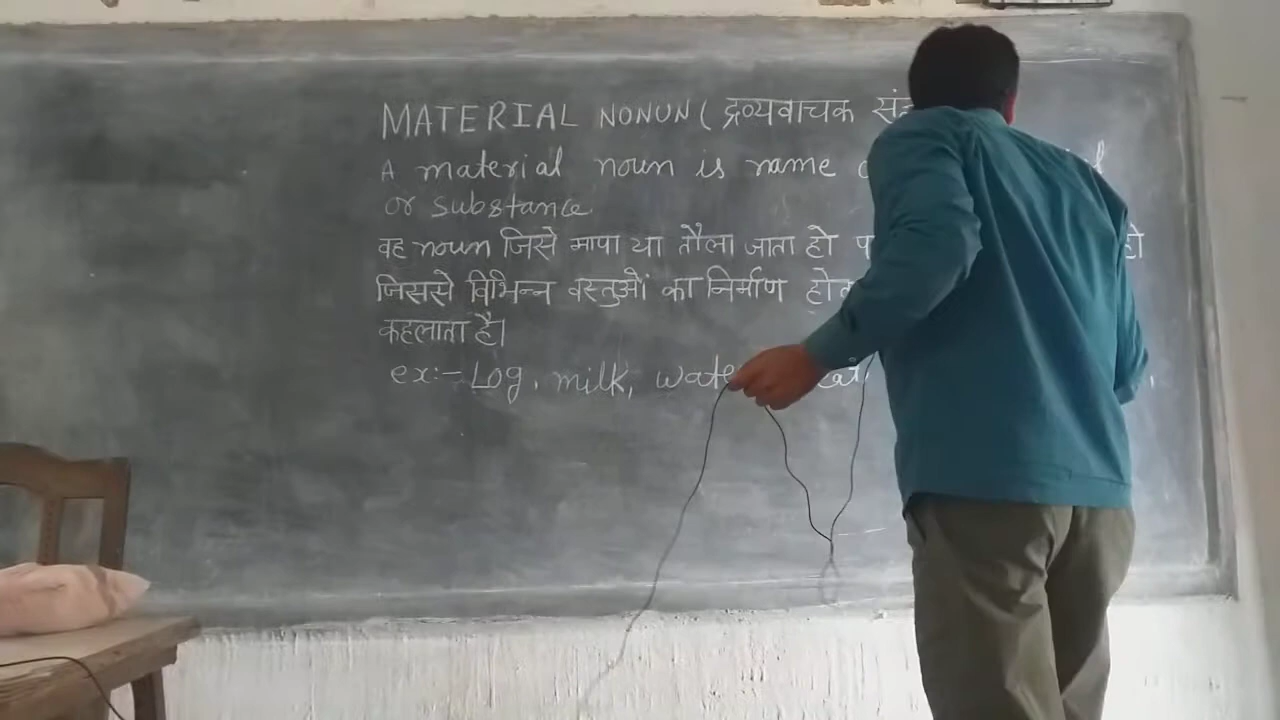 MATERIAL NONUN ( द्रव्यवाचक
A material noun is name
or substance.
वह noun जिसे मापा या तौला जाता हो
जिससे विभिन्न वस्तुओं का निर्माण
कहलाता है।
ex:- Log, milk,